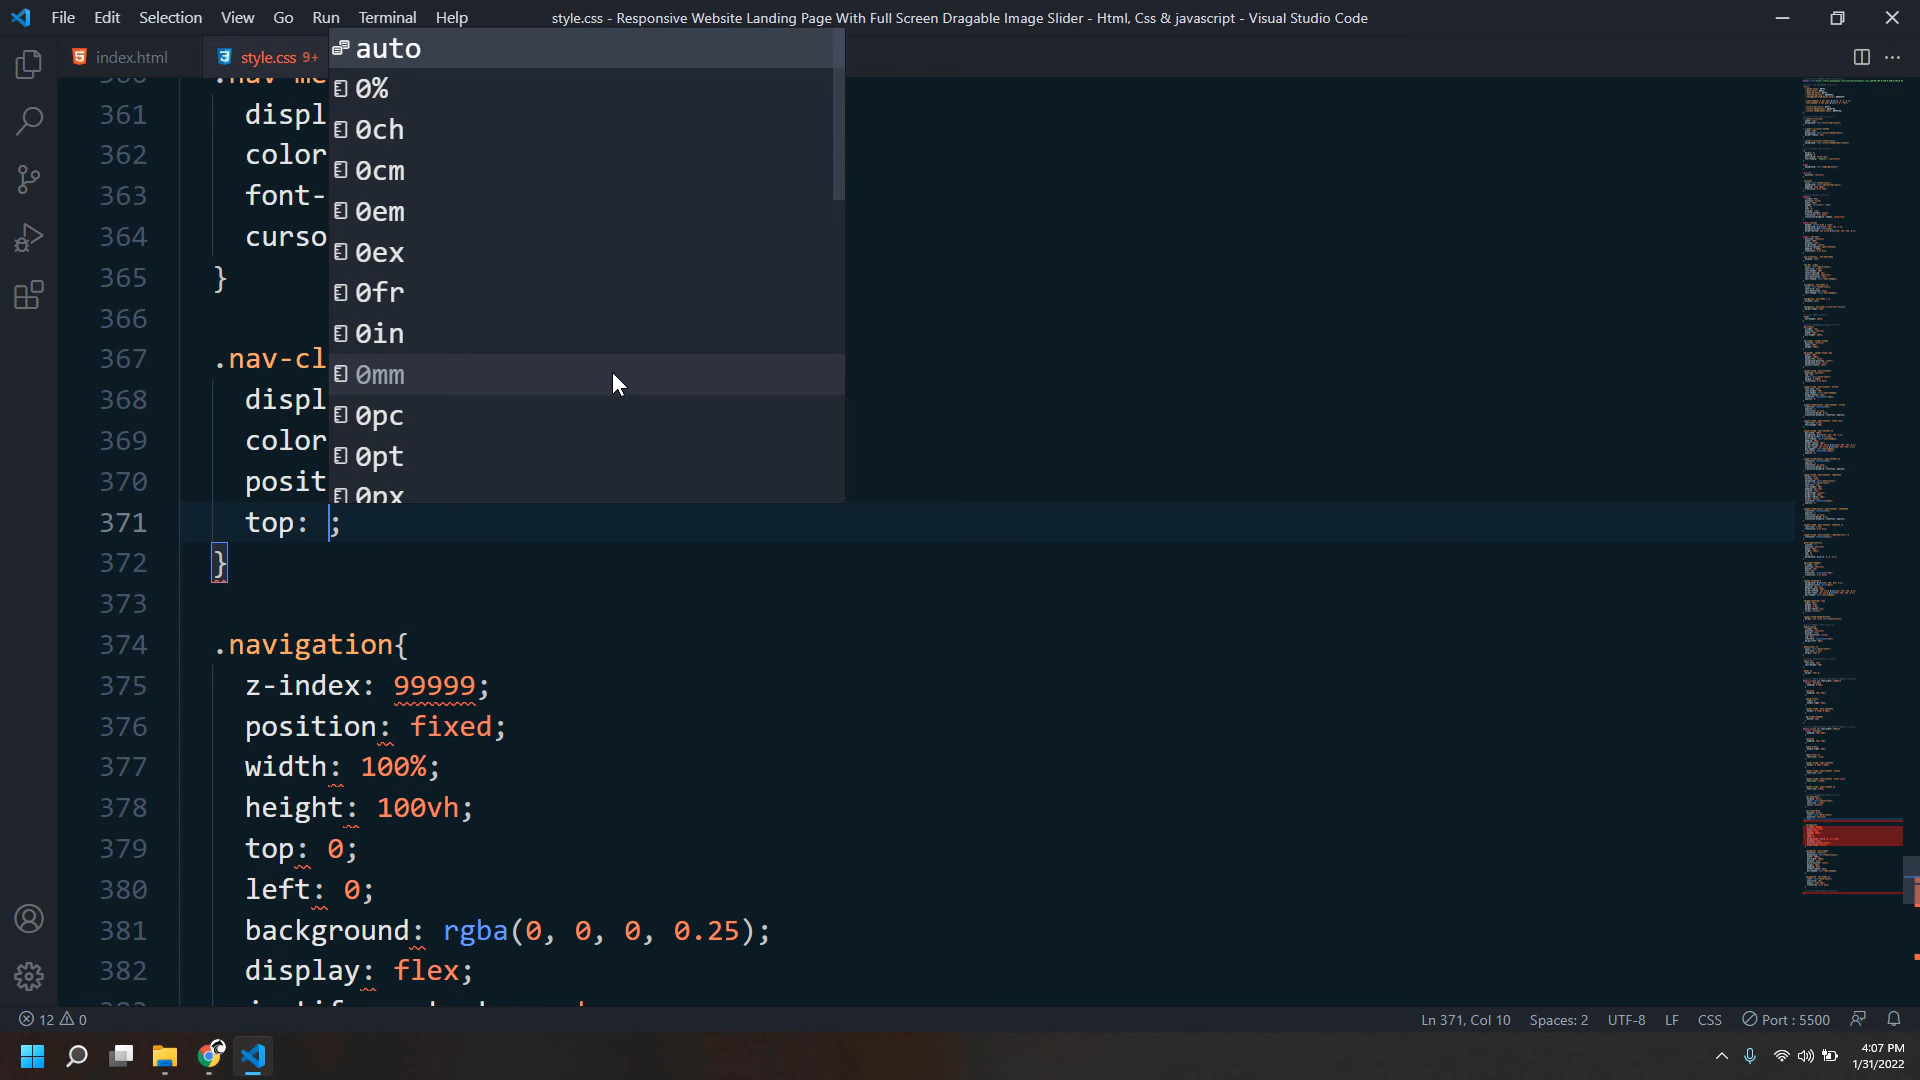 File Edit Selection View Go Run Terminal Help
style.css - Responsive Website Landing Page With Full Screen Dragable Image Slider - Html, Css & javascript - Visual Studio Code
index.html
style.css 9+
auto
0%
0ch
0cm
0em
0ex
0fr
0in
0mm
0pc
0pt
0px
361 displ
362 color
363 font-
364 curso
365 }
366
367 .nav-cl
368 displ
369 color
370 posit
371 top: ;
372 }
373
374 .navigation{
375 z-index: 99999;
376 position: fixed;
377 width: 100%;
378 height: 100vh;
379 top: 0;
380 left: 0;
381 background: rgba(0, 0, 0, 0.25);
382 display: flex;
12 0
Ln 371, Col 10 Spaces: 2 UTF-8 LF CSS Port : 5500
4:07 PM
1/31/2022